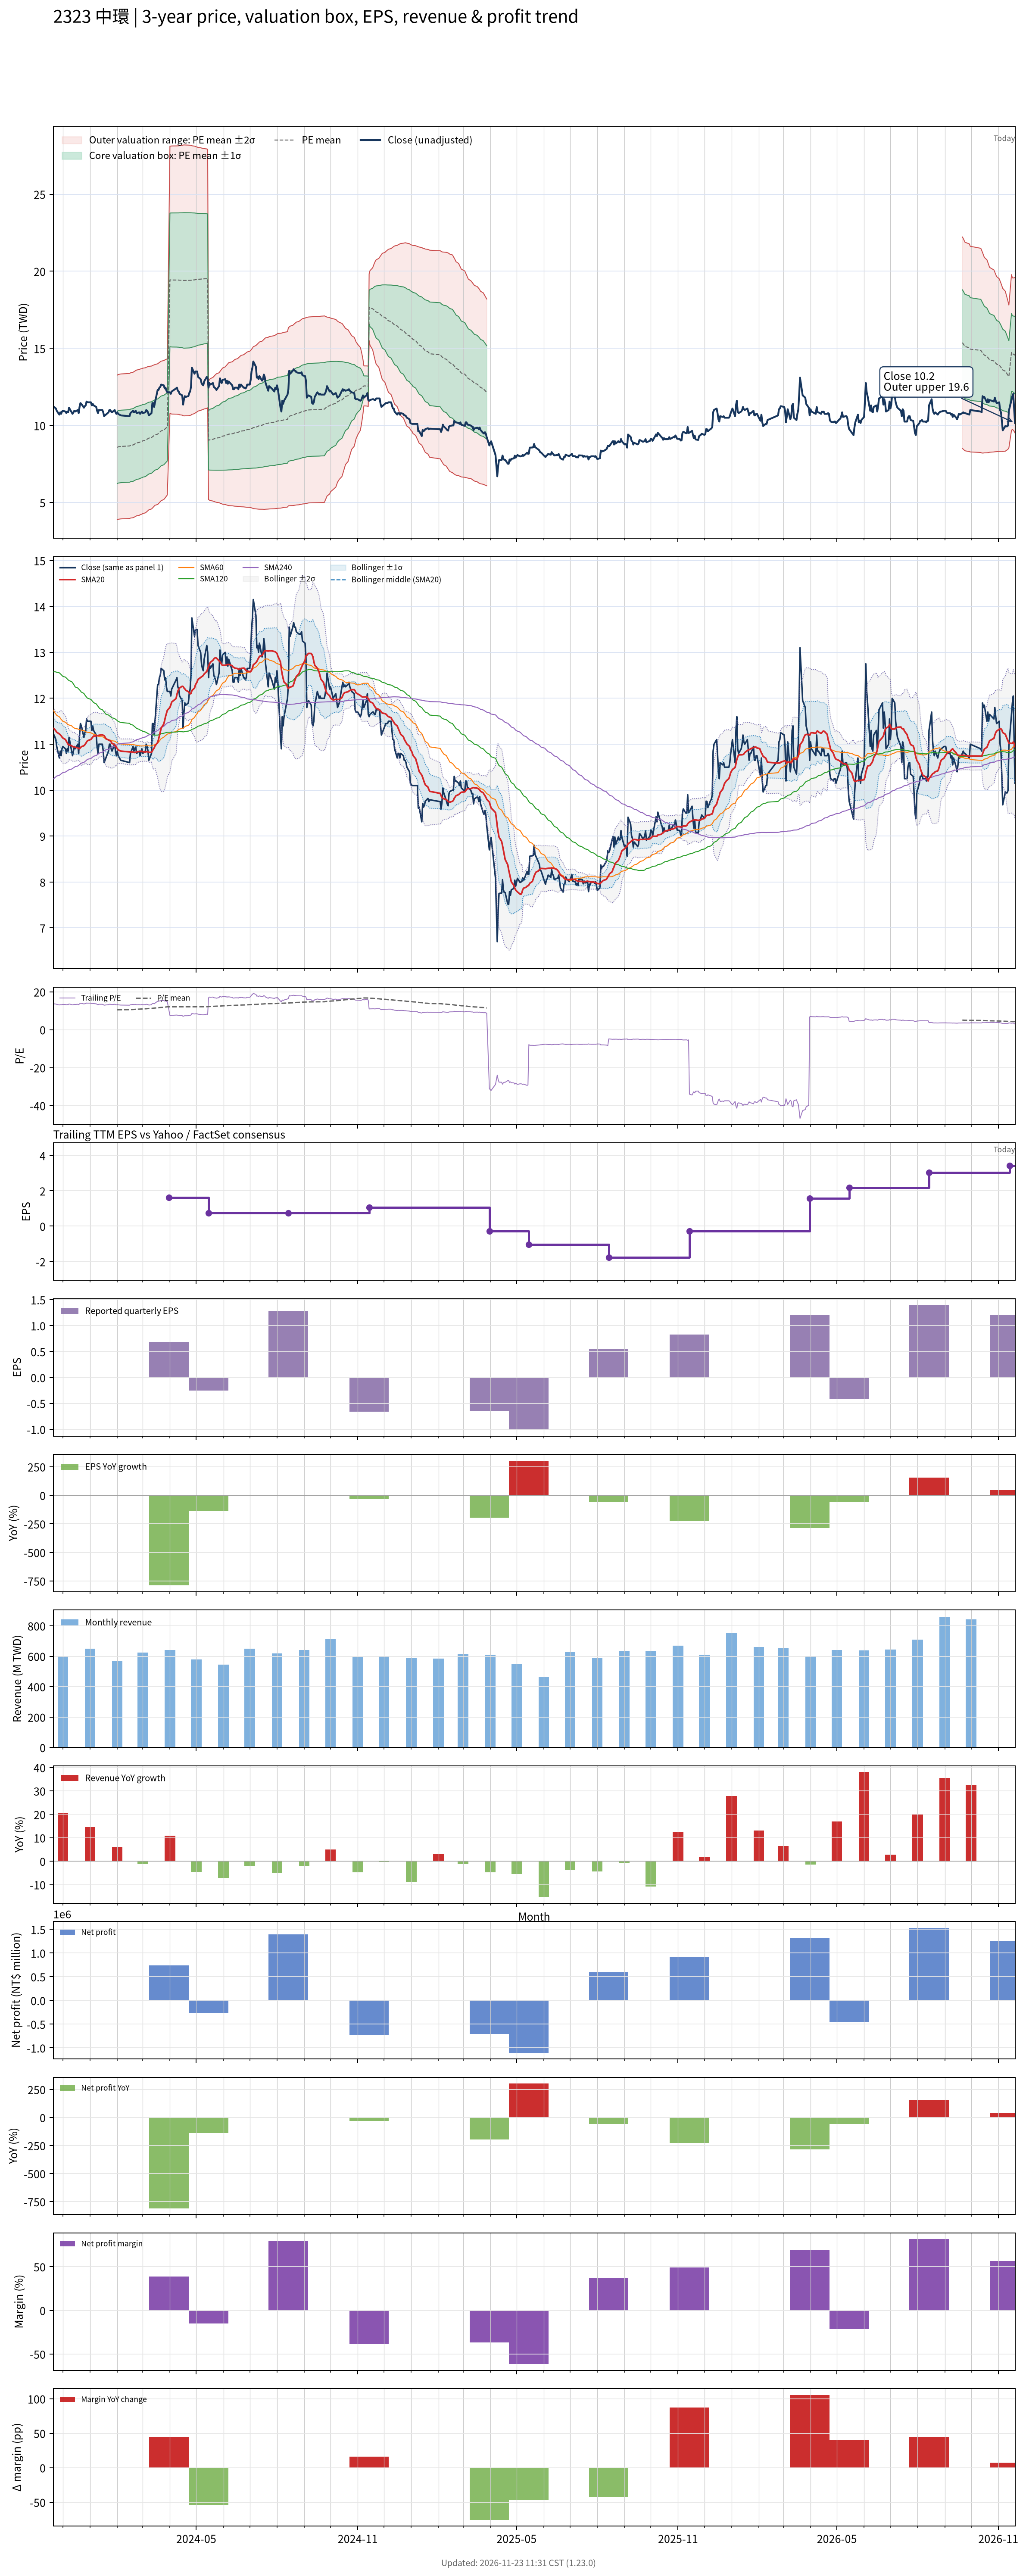 2323 中環 | 3-year price, valuation box, EPS, revenue & profit trend
Outer valuation range: PE mean ±2σ
PE mean
Close (unadjusted)
Core valuation box: PE mean ±1σ
Today
25
20
15
10
5
Price (TWD)
Close 10.2
Outer upper 19.6
Close (same as panel 1)
SMA60
SMA240
Bollinger ±1σ
SMA20
SMA120
Bollinger ±2σ
Bollinger middle (SMA20)
15
14
13
12
11
10
9
8
7
Price
Trailing P/E
P/E mean
20
0
-20
-40
P/E
Trailing TTM EPS vs Yahoo / FactSet consensus
Today
4
2
0
-2
EPS
Reported quarterly EPS
1.5
1.0
0.5
0.0
-0.5
-1.0
EPS
EPS YoY growth
250
0
-250
-500
-750
YoY (%)
Monthly revenue
800
600
400
200
0
Revenue (M TWD)
Revenue YoY growth
40
30
20
10
0
-10
YoY (%)
Month
1e6
Net profit
1.5
1.0
0.5
0.0
-0.5
-1.0
Net profit (NT$ million)
Net profit YoY
250
0
-250
-500
-750
YoY (%)
Net profit margin
50
0
-50
Margin (%)
Margin YoY change
100
50
0
-50
Δ margin (pp)
2024-05
2024-11
2025-05
2025-11
2026-05
2026-11
Updated: 2026-11-23 11:31 CST (1.23.0)